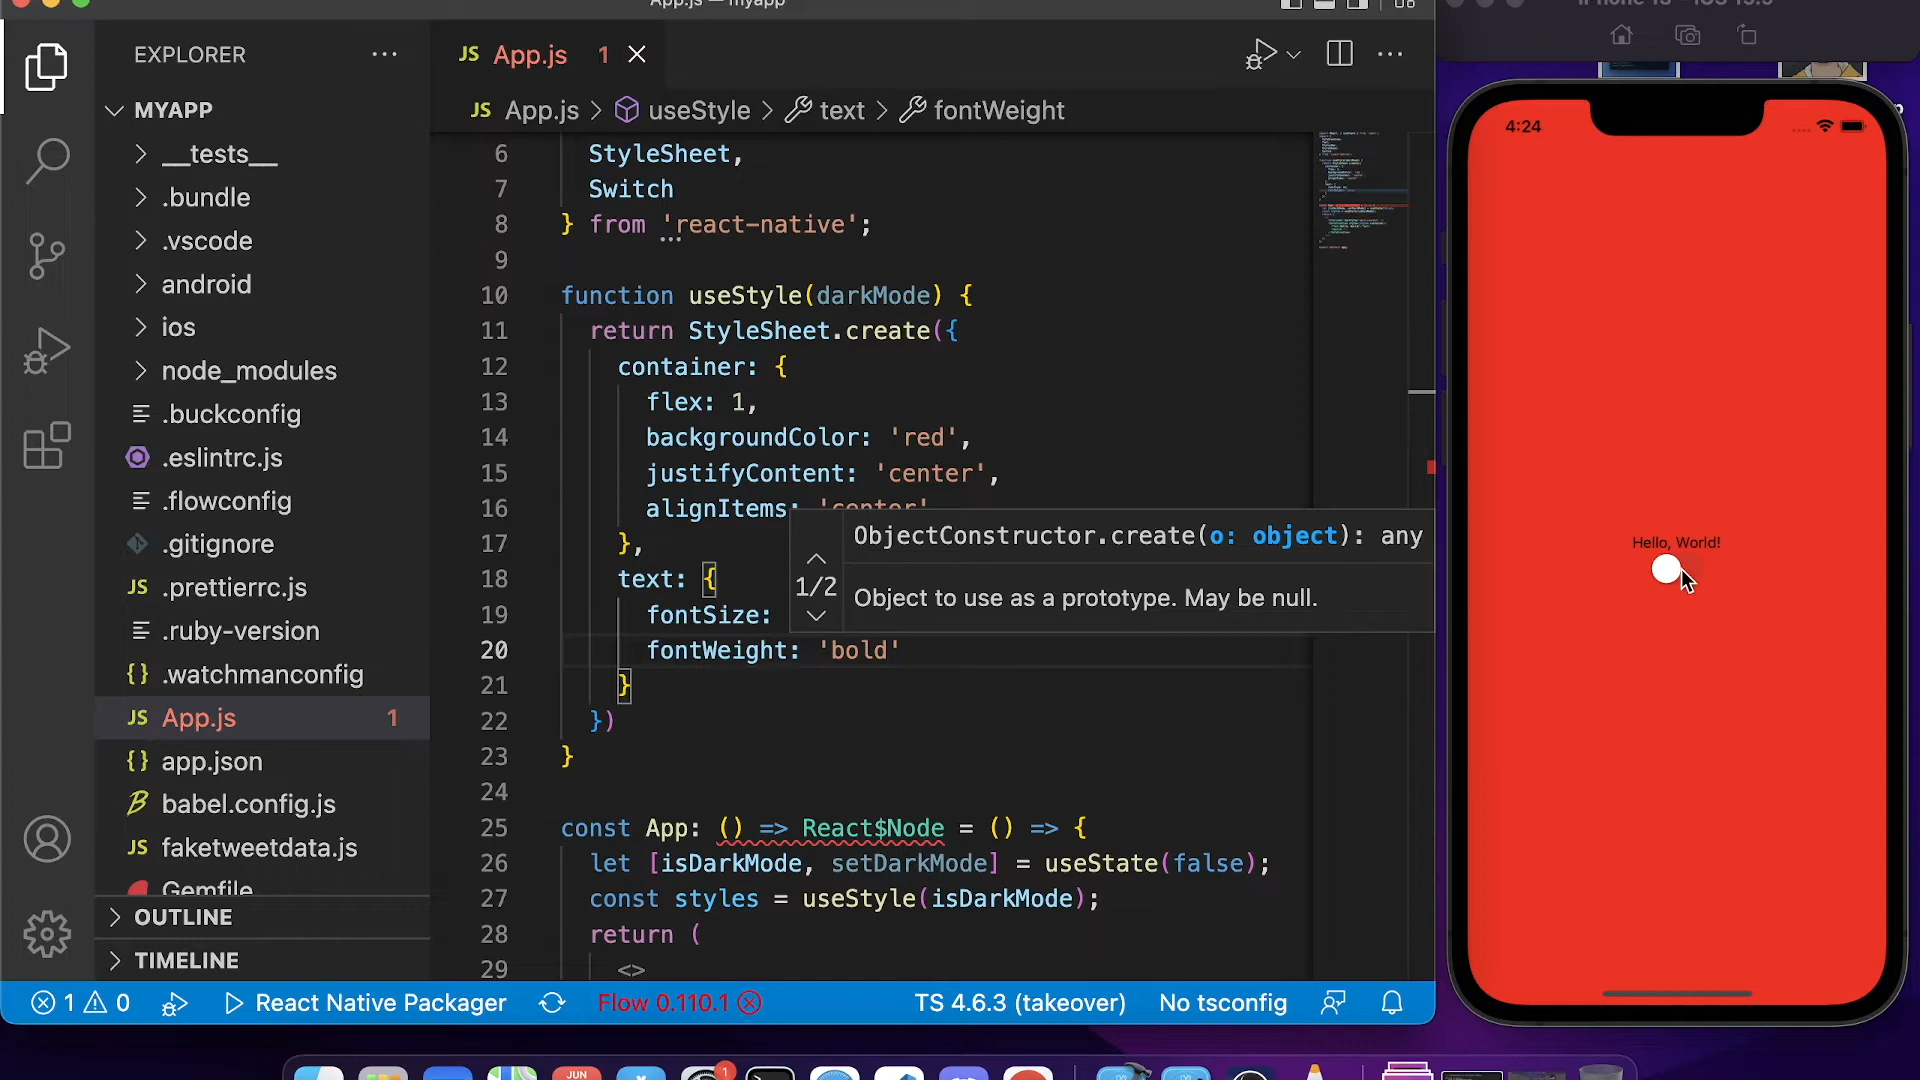 App.js — myapp
EXPLORER
MYAPP
__tests__
.bundle
.vscode
android
ios
node_modules
.buckconfig
.eslintrc.js
.flowconfig
.gitignore
JS .prettierrc.js
.ruby-version
{} .watchmanconfig
JS App.js 1
{} app.json
babel.config.js
JS faketweetdata.js
Gemfile
OUTLINE
TIMELINE
JS App.js 1
JS App.js > useStyle > text > fontWeight
6 StyleSheet,
7 Switch
8 } from 'react-native';
9
10 function useStyle(darkMode) {
11 return StyleSheet.create({
12 container: {
13 flex: 1,
14 backgroundColor: 'red',
15 justifyContent: 'center',
16 alignItems: 'center'
17 },
18 text: {
19 fontSize:
20 fontWeight: 'bold'
21 }
22 })
23 }
24
25 const App: () => React$Node = () => {
26 let [isDarkMode, setDarkMode] = useState(false);
27 const styles = useStyle(isDarkMode);
28 return (
29 <>
ObjectConstructor.create(o: object): any
1/2
Object to use as a prototype. May be null.
1 0 React Native Packager Flow 0.110.1 TS 4.6.3 (takeover) No tsconfig
4:24
Hello, World!
JUN
1